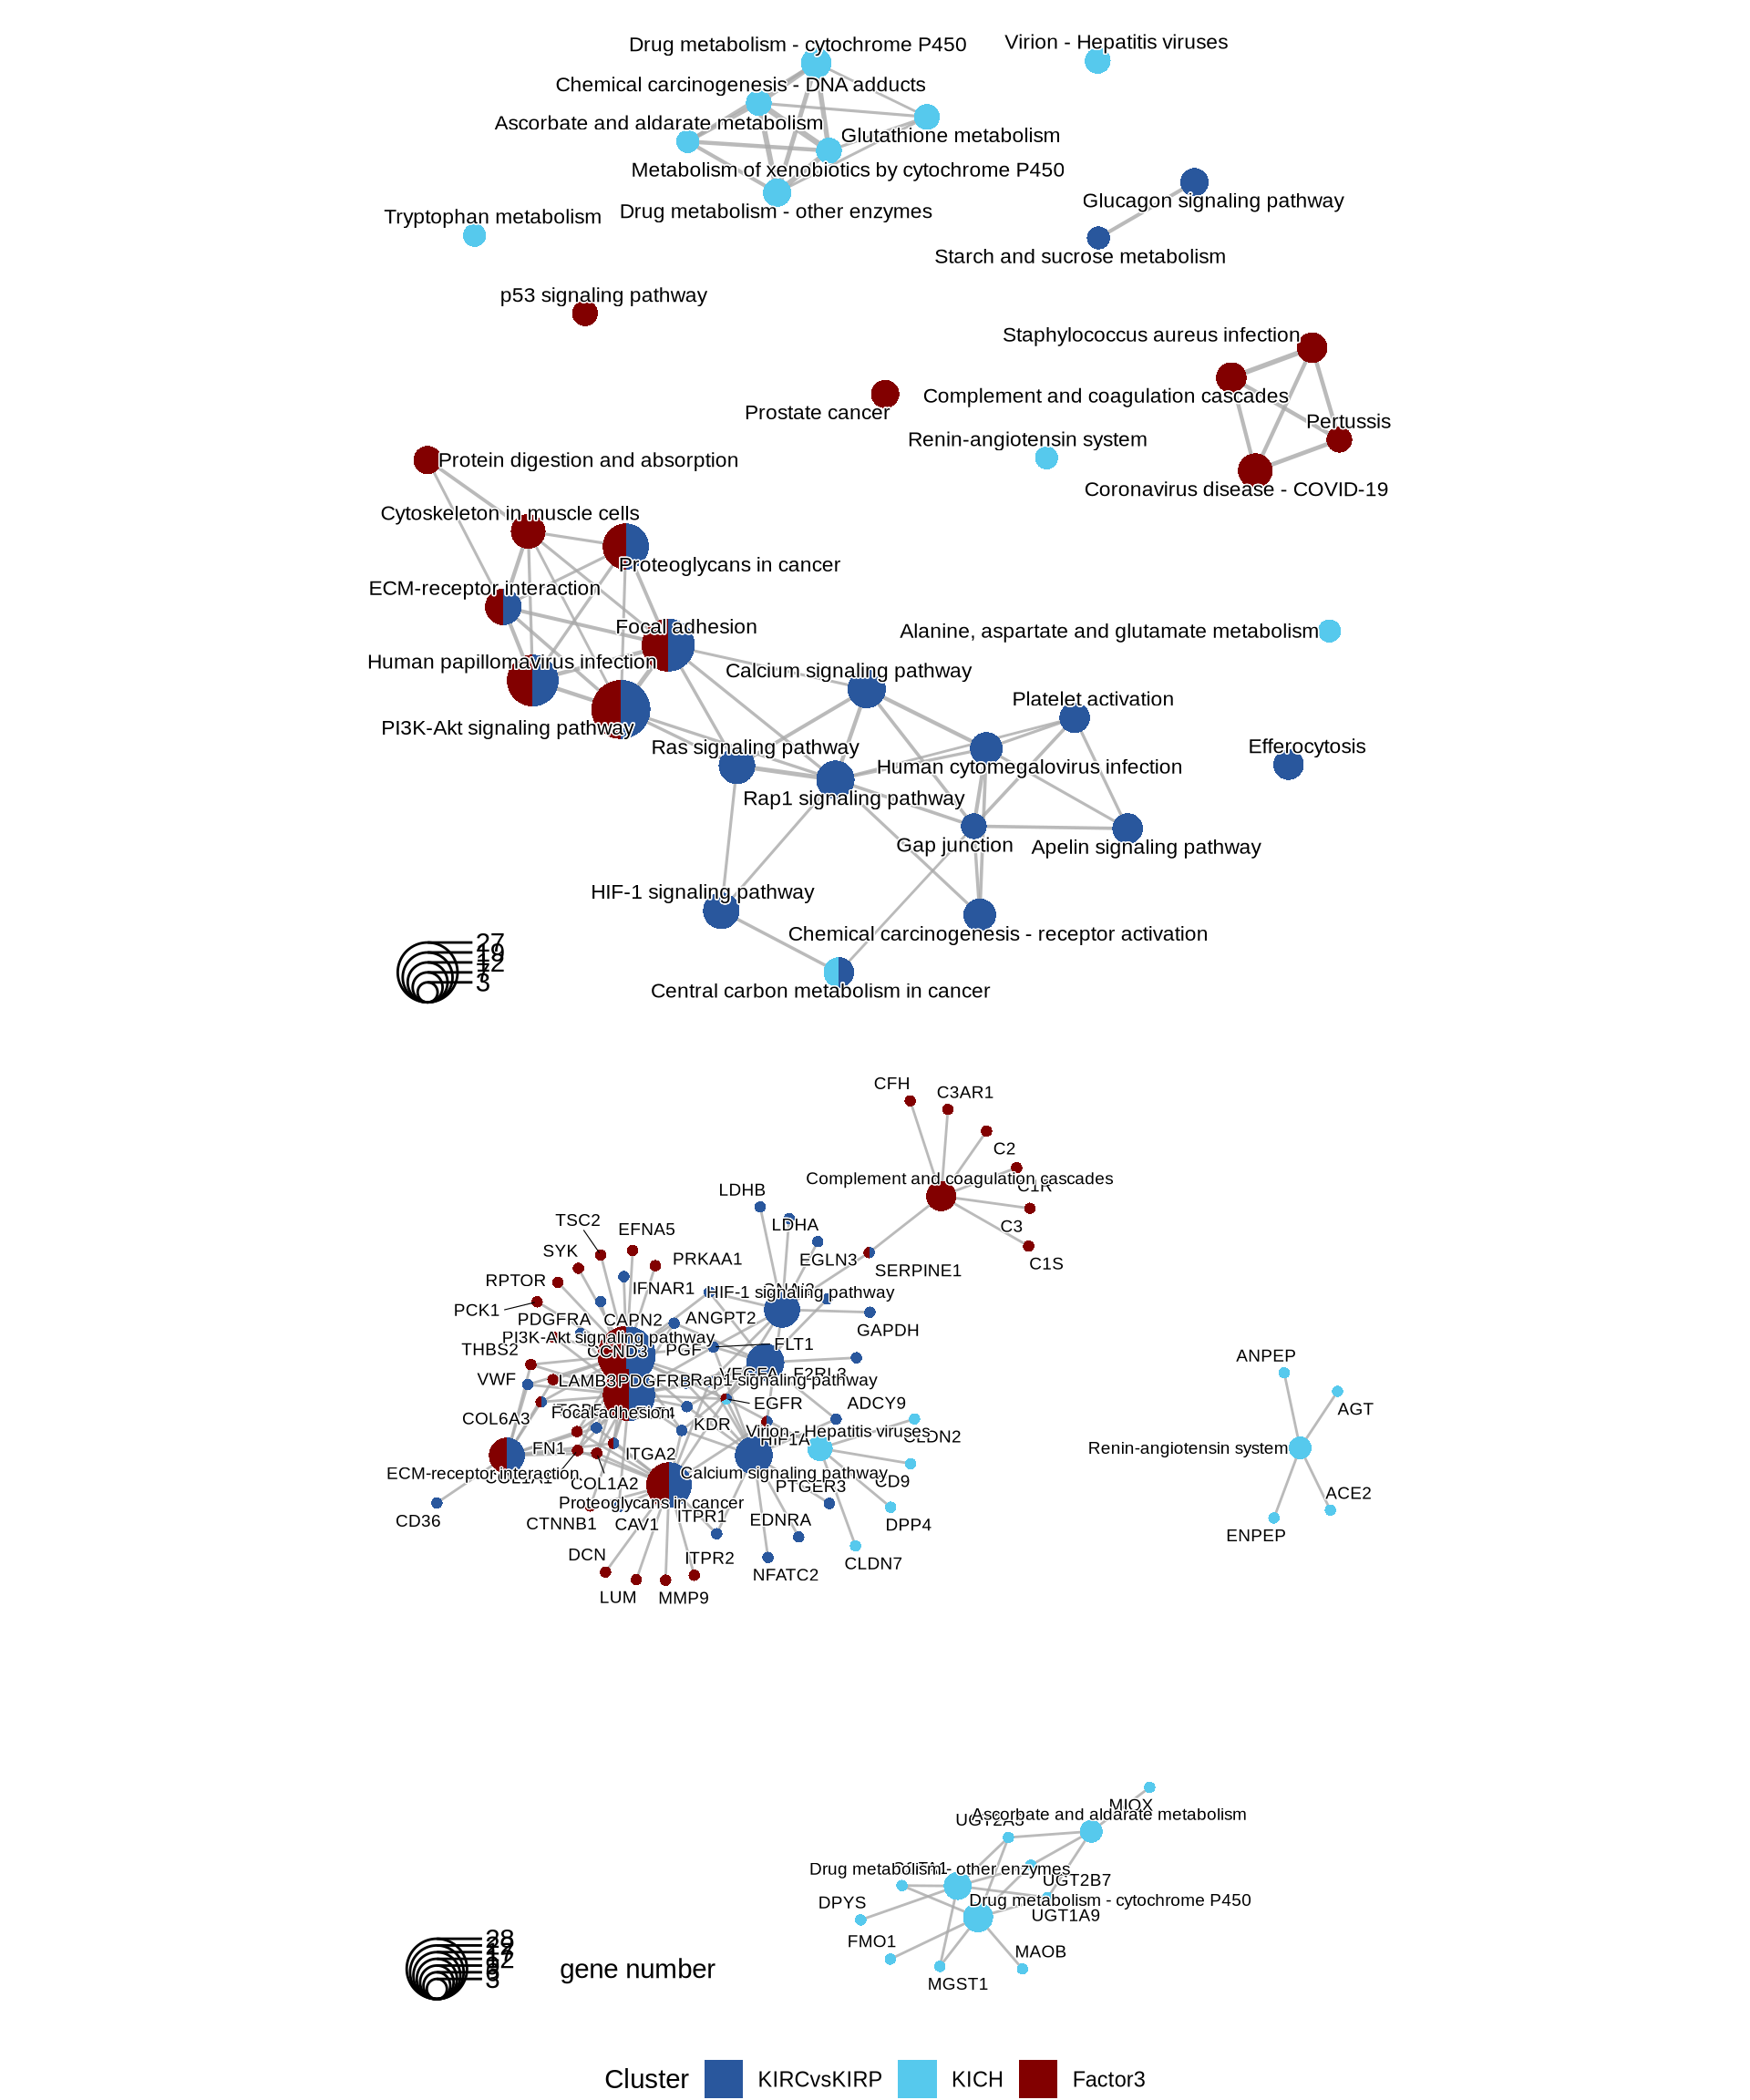 Drug metabolism - cytochrome P450
Virion - Hepatitis viruses
Chemical carcinogenesis - DNA adducts
Ascorbate and aldarate metabolism
Glutathione metabolism
Metabolism of xenobiotics by cytochrome P450
Glucagon signaling pathway
Drug metabolism - other enzymes
Tryptophan metabolism
Starch and sucrose metabolism
p53 signaling pathway
Staphylococcus aureus infection
Complement and coagulation cascades
Prostate cancer
Pertussis
Renin-angiotensin system
Protein digestion and absorption
Coronavirus disease - COVID-19
Cytoskeleton in muscle cells
Proteoglycans in cancer
ECM-receptor interaction
Focal adhesion
Alanine, aspartate and glutamate metabolism
Human papillomavirus infection
Calcium signaling pathway
Platelet activation
PI3K-Akt signaling pathway
Ras signaling pathway
Efferocytosis
Human cytomegalovirus infection
Rap1 signaling pathway
Gap junction
Apelin signaling pathway
HIF-1 signaling pathway
Chemical carcinogenesis - receptor activation
Central carbon metabolism in cancer
27
19
12
7
3
CFH
C3AR1
C2
Complement and coagulation cascades
C1R
LDHB
TSC2
LDHA
EFNA5
C3
SYK
PRKAA1
EGLN3
C1S
SERPINE1
RPTOR
IFNAR1
HIF-1 signaling pathway
PCK1
PDGFRA
CAPN2
ANGPT2
GAPDH
PI3K-Akt signaling pathway
THBS2
CCND3
PGF
FLT1
ANPEP
VWF
LAMB3
PDGFRB
Rap1 signaling pathway
EGFR
ADCY9
AGT
COL6A3
Focal adhesion
KDR
Virion - Hepatitis viruses
CLDN2
HIF1A
FN1
ITGA2
Renin-angiotensin system
ECM-receptor interaction
COL1A1
COL1A2
Calcium signaling pathway
PTGER3
CD9
ACE2
Proteoglycans in cancer
CD36
CTNNB1
CAV1
ITPR1
EDNRA
DPP4
ENPEP
DCN
ITPR2
CLDN7
NFATC2
LUM
MMP9
MIOX
Ascorbate and aldarate metabolism
UGT2A3
Drug metabolism - other enzymes
UGT2B7
DPYS
Drug metabolism - cytochrome P450
UGT1A9
FMO1
MAOB
MGST1
28
12
3
gene number
Cluster
KIRCvsKIRP
KICH
Factor3